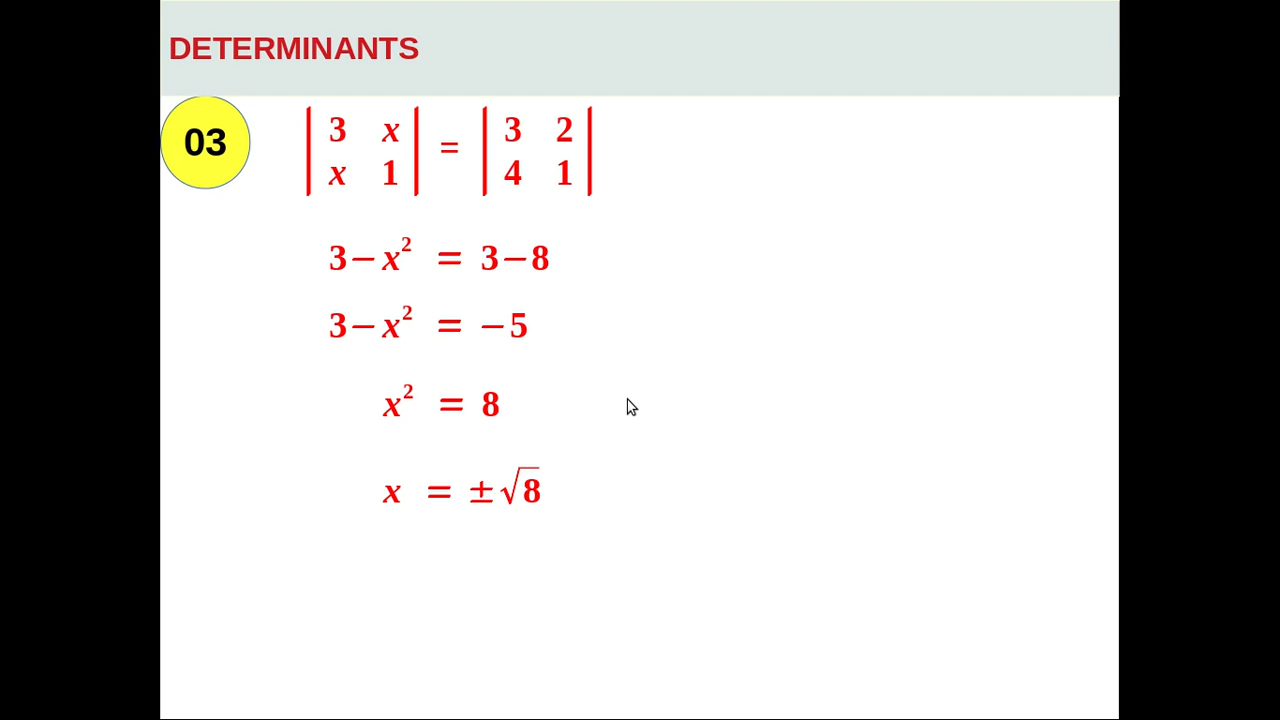 DETERMINANTS
03
| 3 x | = | 3 2 |
| x 1 | | 4 1 |
3−x² = 3−8
3−x² = −5
x² = 8
x = ±√8